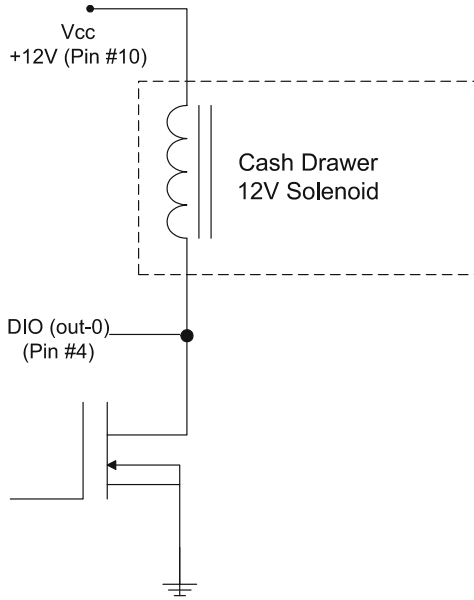 Vcc
+12V (Pin #10)
Cash Drawer
12V Solenoid
DIO (out-0)
(Pin #4)